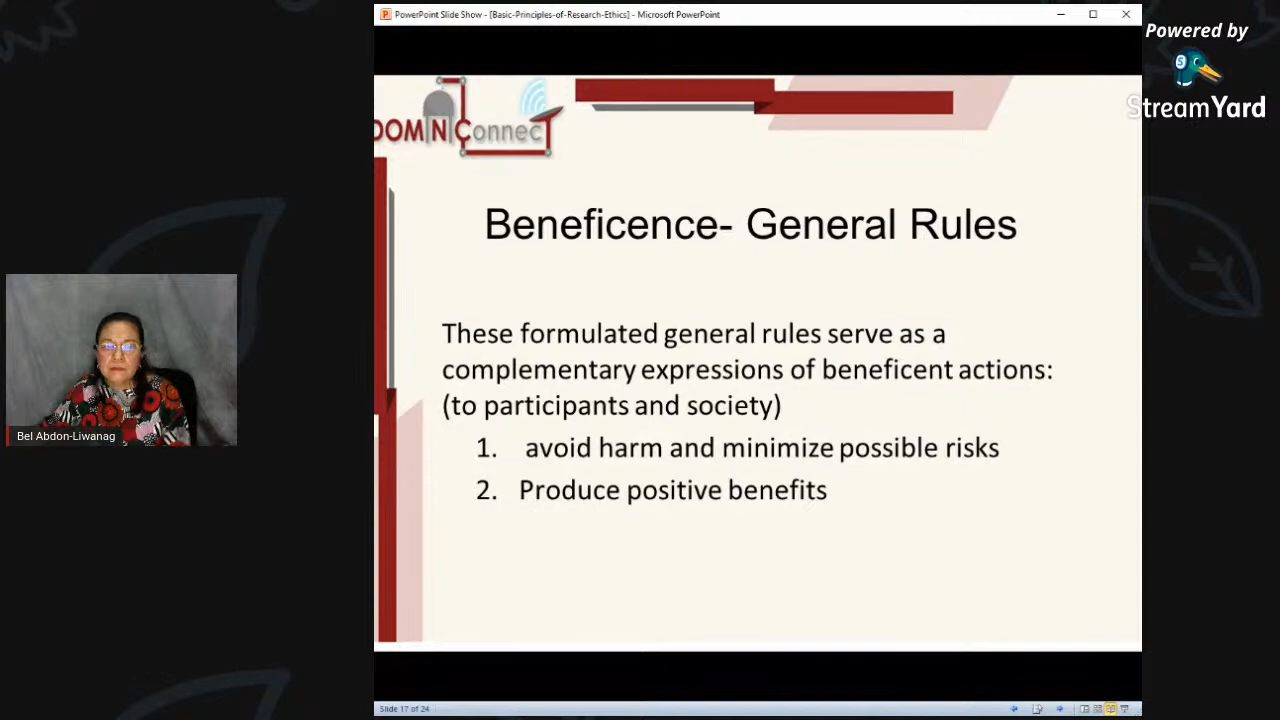 PowerPoint Slide Show - [Basic-Principles-of-Research-Ethics] - Microsoft PowerPoint
Powered by
StreamYard
DOMINConnecT
Beneficence- General Rules
These formulated general rules serve as a
complementary expressions of beneficent actions:
(to participants and society)
1. avoid harm and minimize possible risks
2. Produce positive benefits
Bel Abdon-Liwanag
Slide 17 of 24